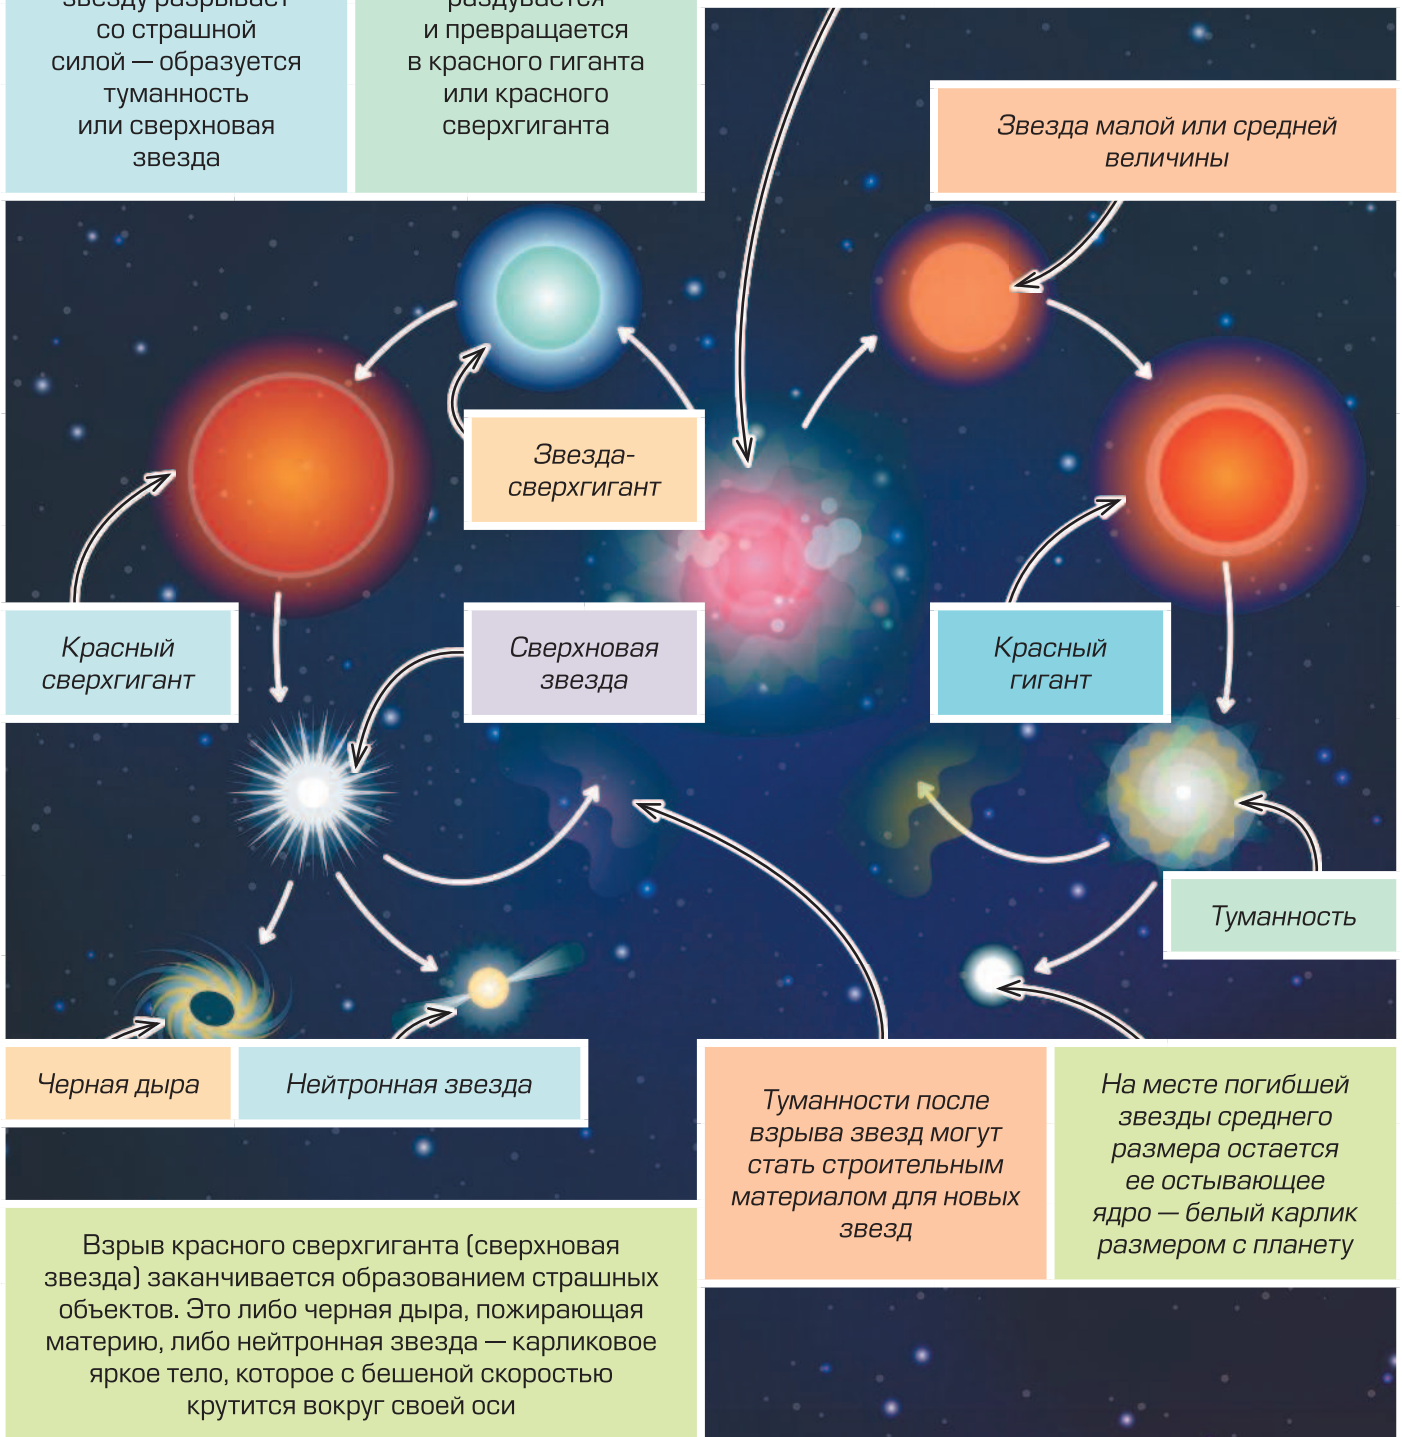 звезду разрывает
со страшной
силой — образуется
туманность
или сверхновая
звезда
раздувается
и превращается
в красного гиганта
или красного
сверхгиганта
Звезда малой или средней
величины
Звезда-
сверхгигант
Красный
сверхгигант
Сверхновая
звезда
Красный
гигант
Туманность
Черная дыра
Нейтронная звезда
Туманности после
взрыва звезд могут
стать строительным
материалом для новых
звезд
На месте погибшей
звезды среднего
размера остается
ее остывающее
ядро — белый карлик
размером с планету
Взрыв красного сверхгиганта (сверхновая
звезда) заканчивается образованием страшных
объектов. Это либо черная дыра, пожирающая
материю, либо нейтронная звезда — карликовое
яркое тело, которое с бешеной скоростью
крутится вокруг своей оси